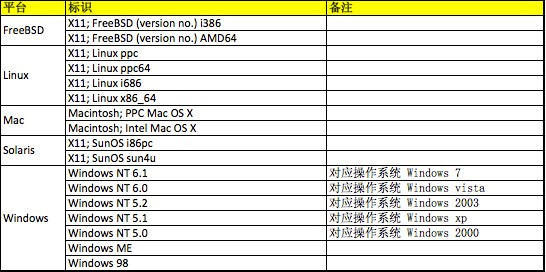 平台 标识 备注
FreeBSD X11; FreeBSD (version no.) i386
X11; FreeBSD (version no.) AMD64
Linux X11; Linux ppc
X11; Linux ppc64
X11; Linux i686
X11; Linux x86_64
Mac Macintosh; PPC Mac OS X
Macintosh; Intel Mac OS X
Solaris X11; SunOS i86pc
X11; SunOS sun4u
Windows Windows NT 6.1 对应操作系统 Windows 7
Windows NT 6.0 对应操作系统 Windows vista
Windows NT 5.2 对应操作系统 Windows 2003
Windows NT 5.1 对应操作系统 Windows xp
Windows NT 5.0 对应操作系统 Windows 2000
Windows ME
Windows 98